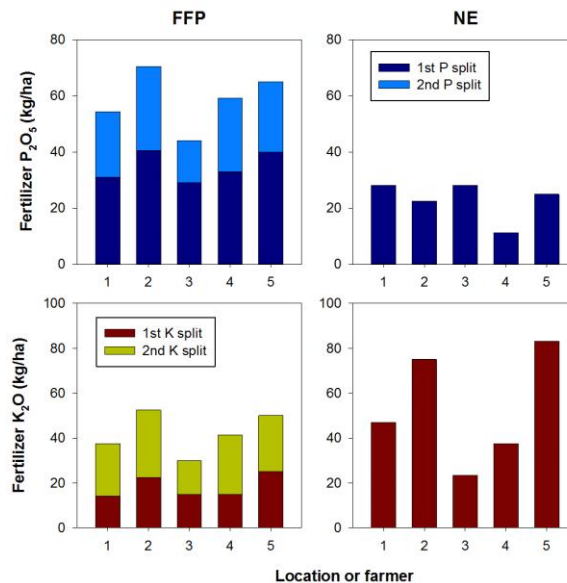 FFP
NE
Fertilizer P₂O₅ (kg/ha)
80
60
40
20
0
1 2 3 4 5
80
60
40
20
0
1st P split
2nd P split
1 2 3 4 5
Fertilizer K₂O (kg/ha)
100
80
60
40
20
0
1st K split
2nd K split
1 2 3 4 5
100
80
60
40
20
0
1 2 3 4 5
Location or farmer